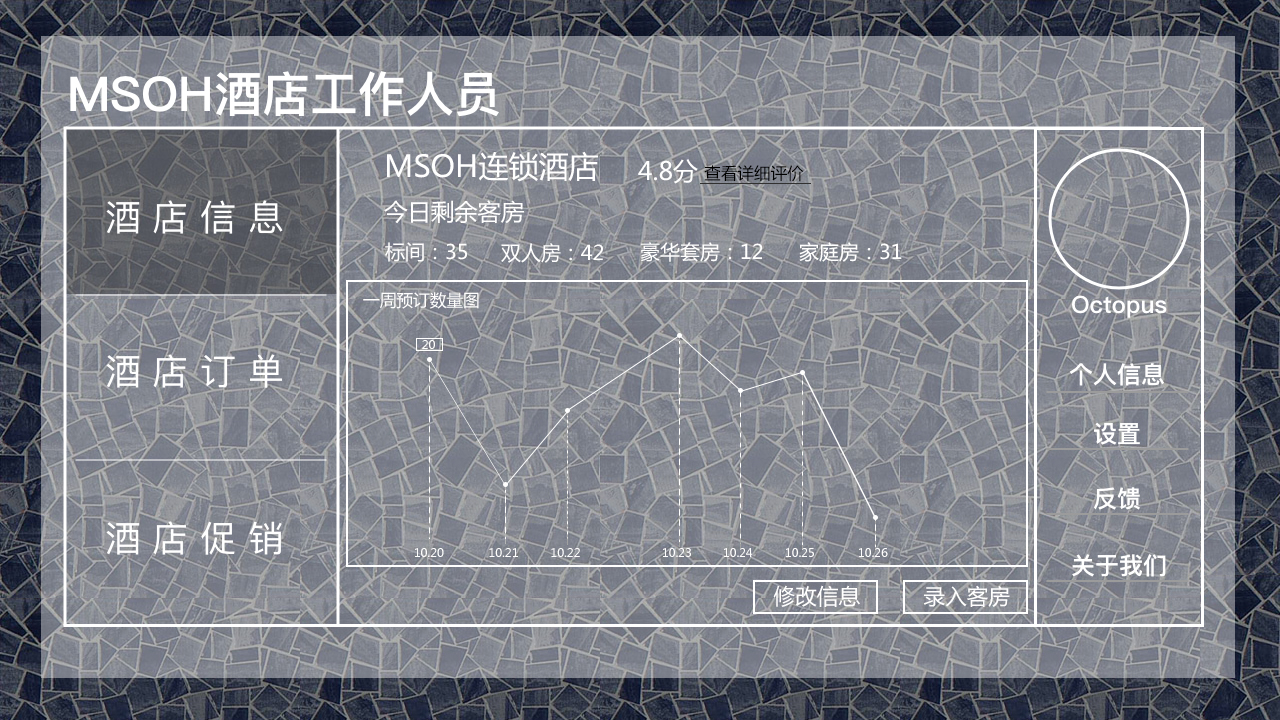 MSOH酒店工作人员
酒店信息
酒店订单
酒店促销
MSOH连锁酒店 4.8分 查看详细评价
今日剩余客房
标间：35 双人房：42 豪华套房：12 家庭房：31
一周预订数量图
20
10.20 10.21 10.22 10.23 10.24 10.25 10.26
修改信息 录入客房
Octopus
个人信息
设置
反馈
关于我们